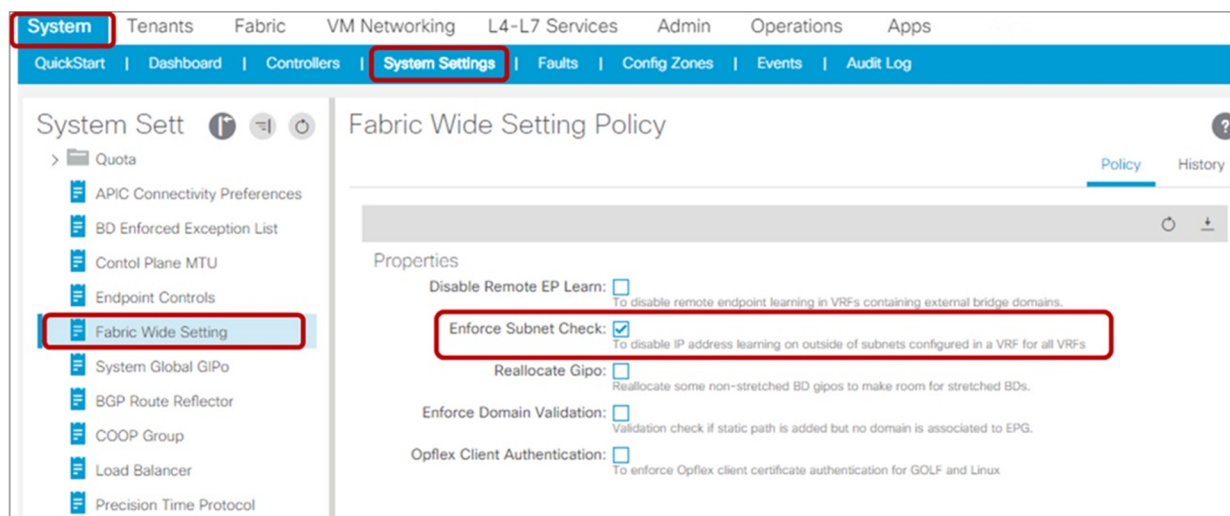 System Tenants Fabric VM Networking L4-L7 Services Admin Operations Apps
QuickStart | Dashboard | Controllers | System Settings | Faults | Config Zones | Events | Audit Log
System Sett
Quota
APIC Connectivity Preferences
BD Enforced Exception List
Contol Plane MTU
Endpoint Controls
Fabric Wide Setting
System Global GIPo
BGP Route Reflector
COOP Group
Load Balancer
Precision Time Protocol
Fabric Wide Setting Policy
?
Policy History
Properties
Disable Remote EP Learn:
To disable remote endpoint learning in VRFs containing external bridge domains.
Enforce Subnet Check:
To disable IP address learning on outside of subnets configured in a VRF for all VRFs
Reallocate Gipo:
Reallocate some non-stretched BD gipos to make room for stretched BDs.
Enforce Domain Validation:
Validation check if static path is added but no domain is associated to EPG.
Opflex Client Authentication:
To enforce Opflex client certificate authentication for GOLF and Linux